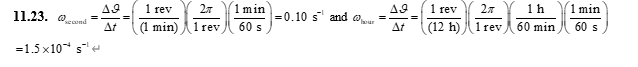 11.23. ω_second = Δϑ/Δt = (1 rev/(1 min))(2π/1 rev)(1 min/60 s) = 0.10 s⁻¹ and ω_hour = Δϑ/Δt = (1 rev/(12 h))(2π/1 rev)(1 h/60 min)(1 min/60 s)
=1.5×10⁻⁴ s⁻¹ ↵